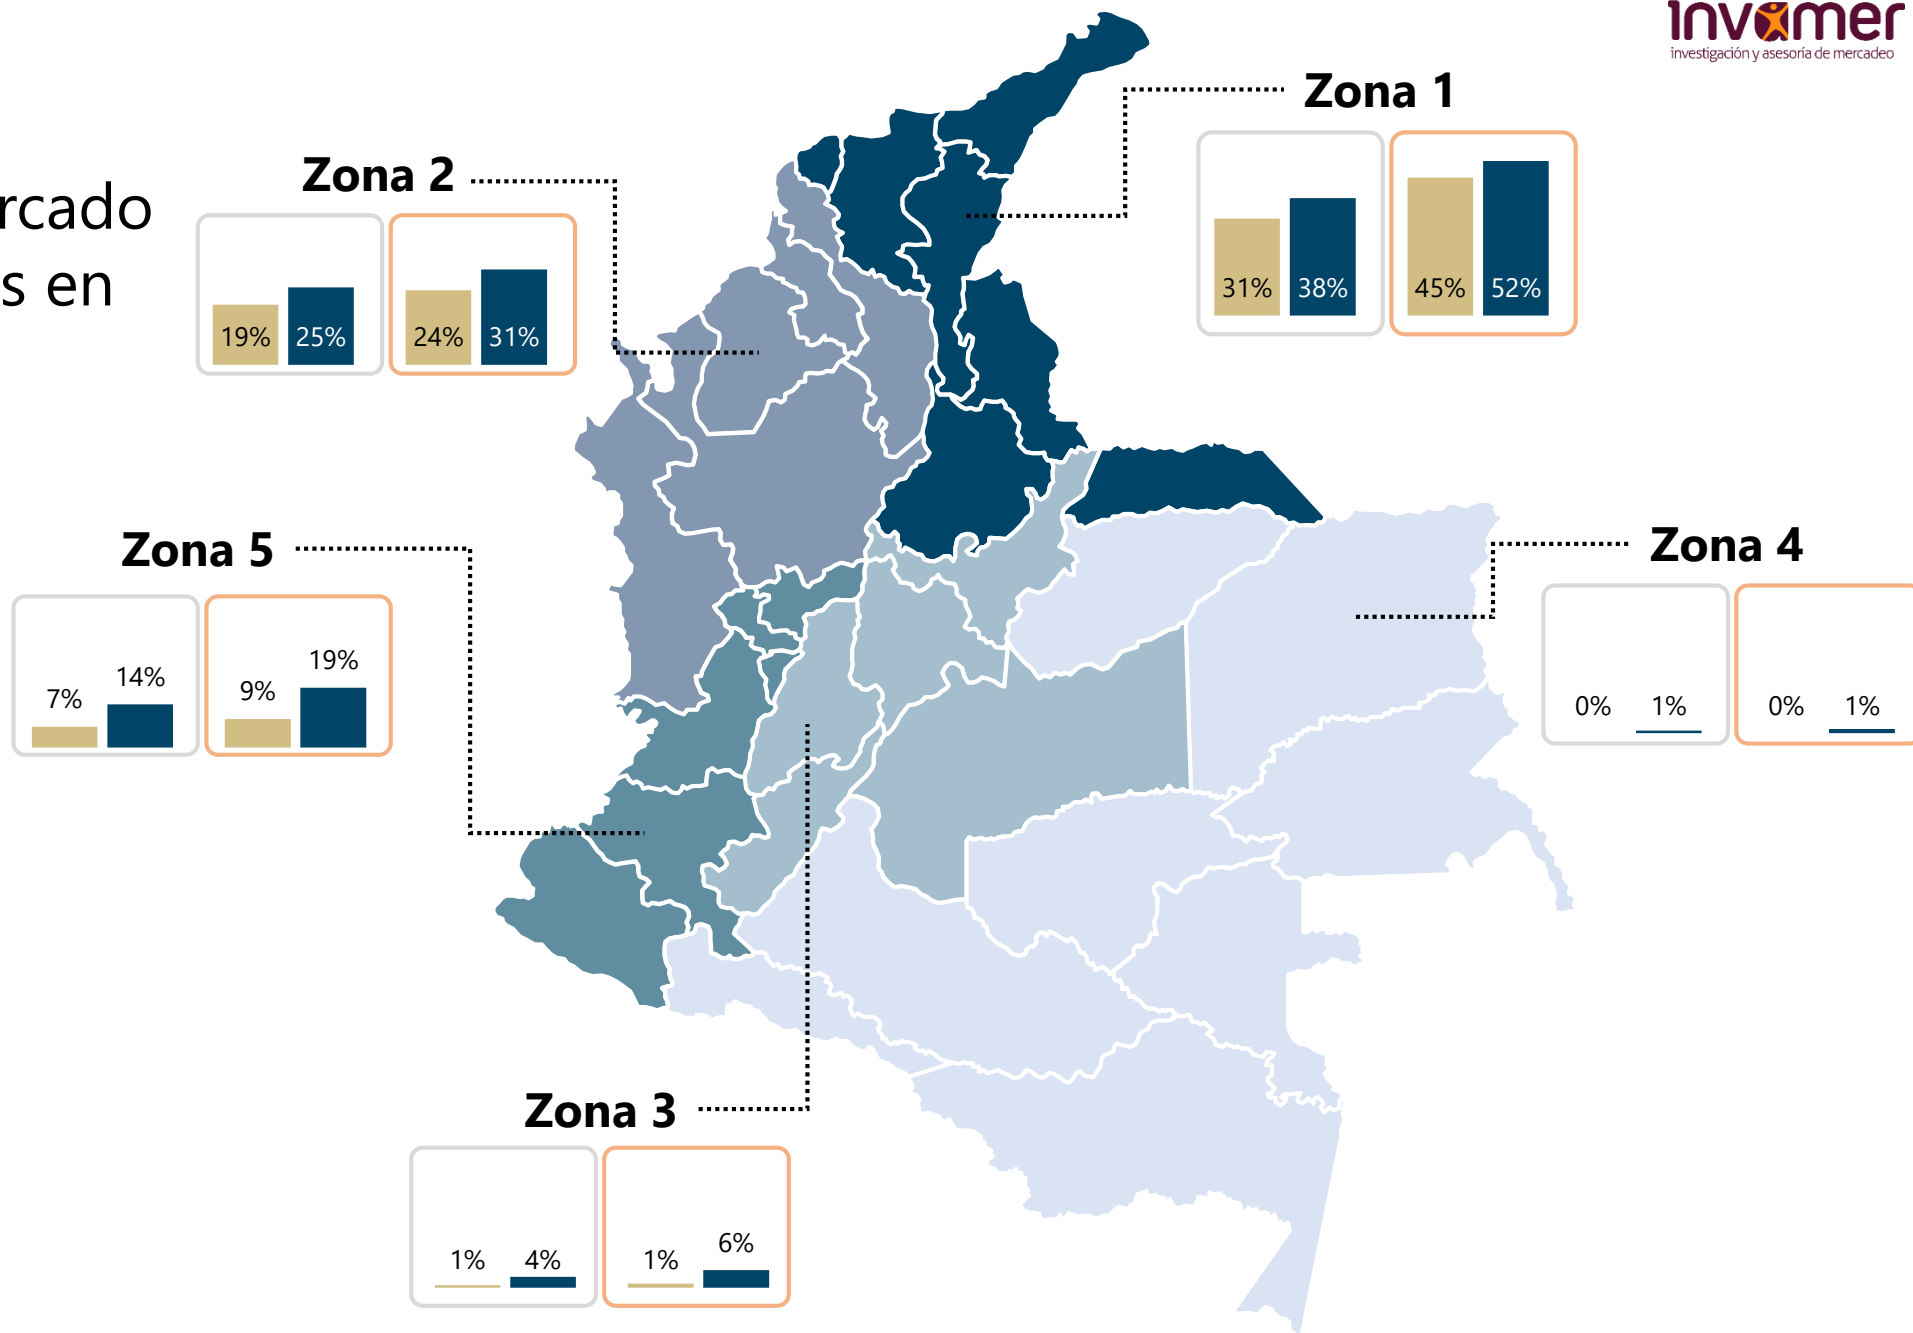 invamer
investigación y asesoría de mercadeo
Zona 1
31% 38% 45% 52%
Zona 2
rcado
s en
19% 25% 24% 31%
Zona 5
14% 19%
7% 9%
Zona 4
0% 1% 0% 1%
Zona 3
6%
1% 4% 1%